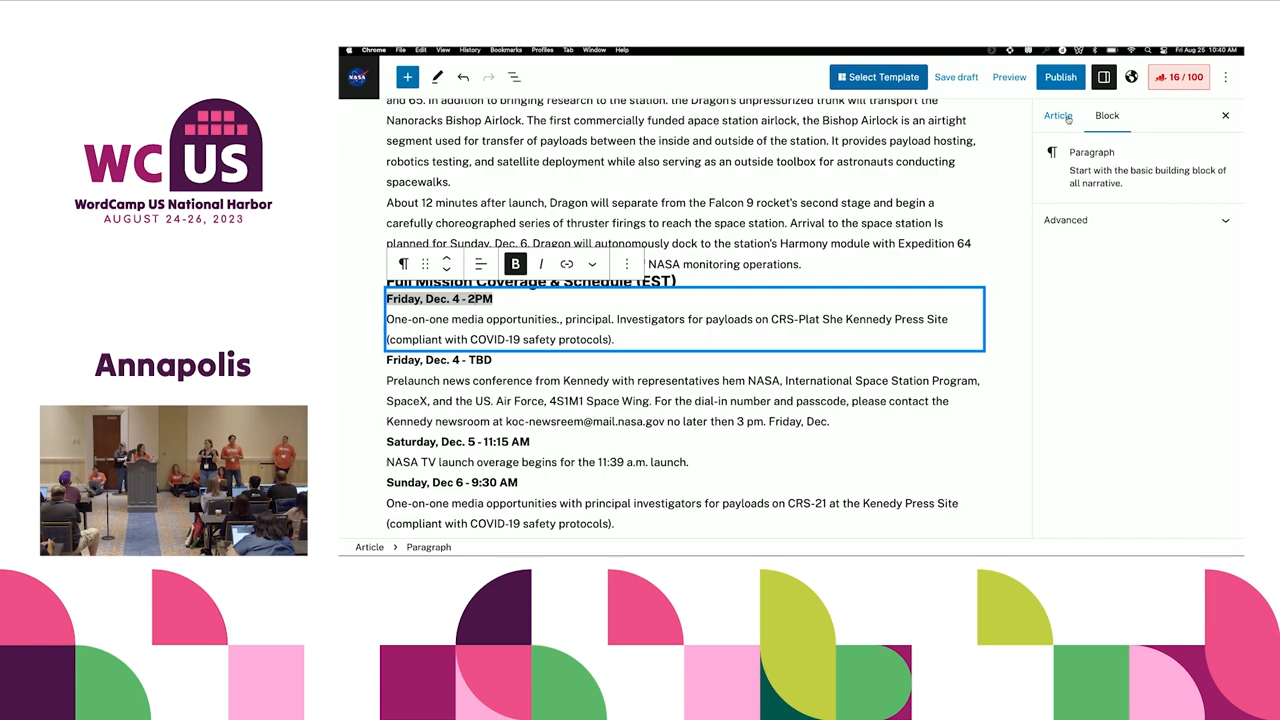 WC US
WordCamp US National Harbor
AUGUST 24-26, 2023
Annapolis
Chrome File Edit View History Bookmarks Profiles Tab Window Help
Fri Aug 25 10:40 AM
NASA
Select Template
Save draft
Preview
Publish
16 / 100
and 65. In addition to bringing research to the station. the Dragon's unpressurized trunk will transport the
Nanoracks Bishop Airlock. The first commercially funded apace station airlock, the Bishop Airlock is an airtight
segment used for transfer of payloads between the inside and outside of the station. It provides payload hosting,
robotics testing, and satellite deployment while also serving as an outside toolbox for astronauts conducting
spacewalks.
About 12 minutes after launch, Dragon will separate from the Falcon 9 rocket's second stage and begin a
carefully choreographed series of thruster firings to reach the space station. Arrival to the space station Is
planned for Sunday, Dec. 6. Dragon will autonomously dock to the station's Harmony module with Expedition 64
NASA monitoring operations.
B I
Full Mission Coverage & Schedule (EST)
Friday, Dec. 4 - 2PM
One-on-one media opportunities., principal. Investigators for payloads on CRS-Plat She Kennedy Press Site
(compliant with COVID-19 safety protocols).
Friday, Dec. 4 - TBD
Prelaunch news conference from Kennedy with representatives hem NASA, International Space Station Program,
SpaceX, and the US. Air Force, 4S1M1 Space Wing. For the dial-in number and passcode, please contact the
Kennedy newsroom at koc-newsreem@mail.nasa.gov no later then 3 pm. Friday, Dec.
Saturday, Dec. 5 - 11:15 AM
NASA TV launch overage begins for the 11:39 a.m. launch.
Sunday, Dec 6 - 9:30 AM
One-on-one media opportunities with principal investigators for payloads on CRS-21 at the Kenedy Press Site
(compliant with COVID-19 safety protocols).
Article > Paragraph
Article
Block
Paragraph
Start with the basic building block of
all narrative.
Advanced